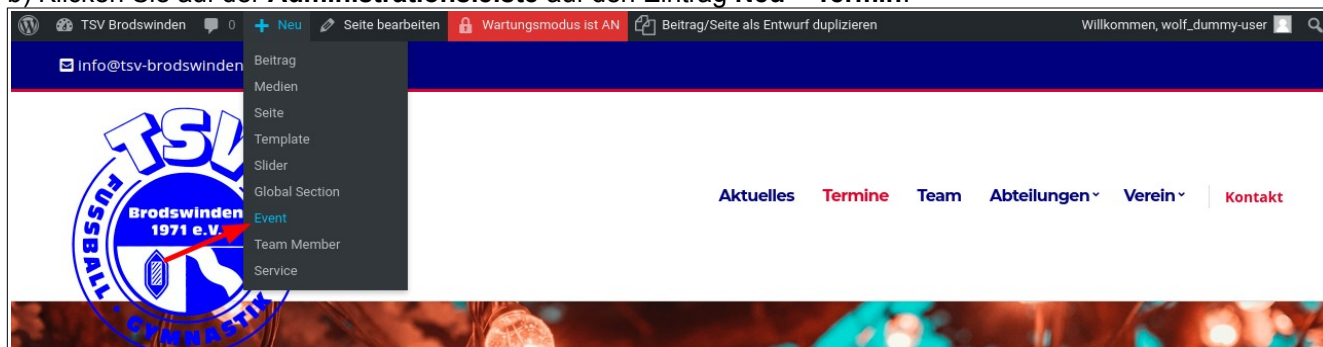 b) Klicken Sie auf der Administrationsleiste auf den Eintrag Neu – Termin.
TSV Brodswinden 0 Neu Seite bearbeiten Wartungsmodus ist AN Beitrag/Seite als Entwurf duplizieren Willkommen, wolf_dummy-user
info@tsv-brodswinden
Beitrag
Medien
Seite
Template
Slider
Global Section
Event
Team Member
Service
TSV
Brodswinden
1971 e.V.
FUSSBALL
GYMNASTIK
Aktuelles Termine Team Abteilungen Verein Kontakt